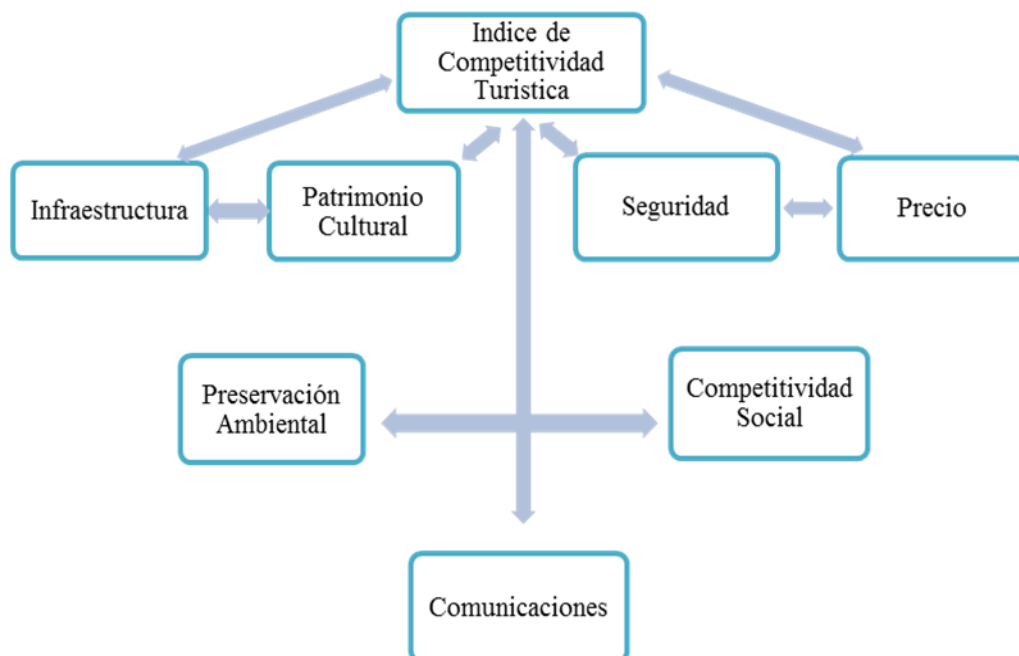 Indice de
Competitividad
Turistica
Infraestructura
Patrimonio
Cultural
Seguridad
Precio
Preservación
Ambiental
Competitividad
Social
Comunicaciones